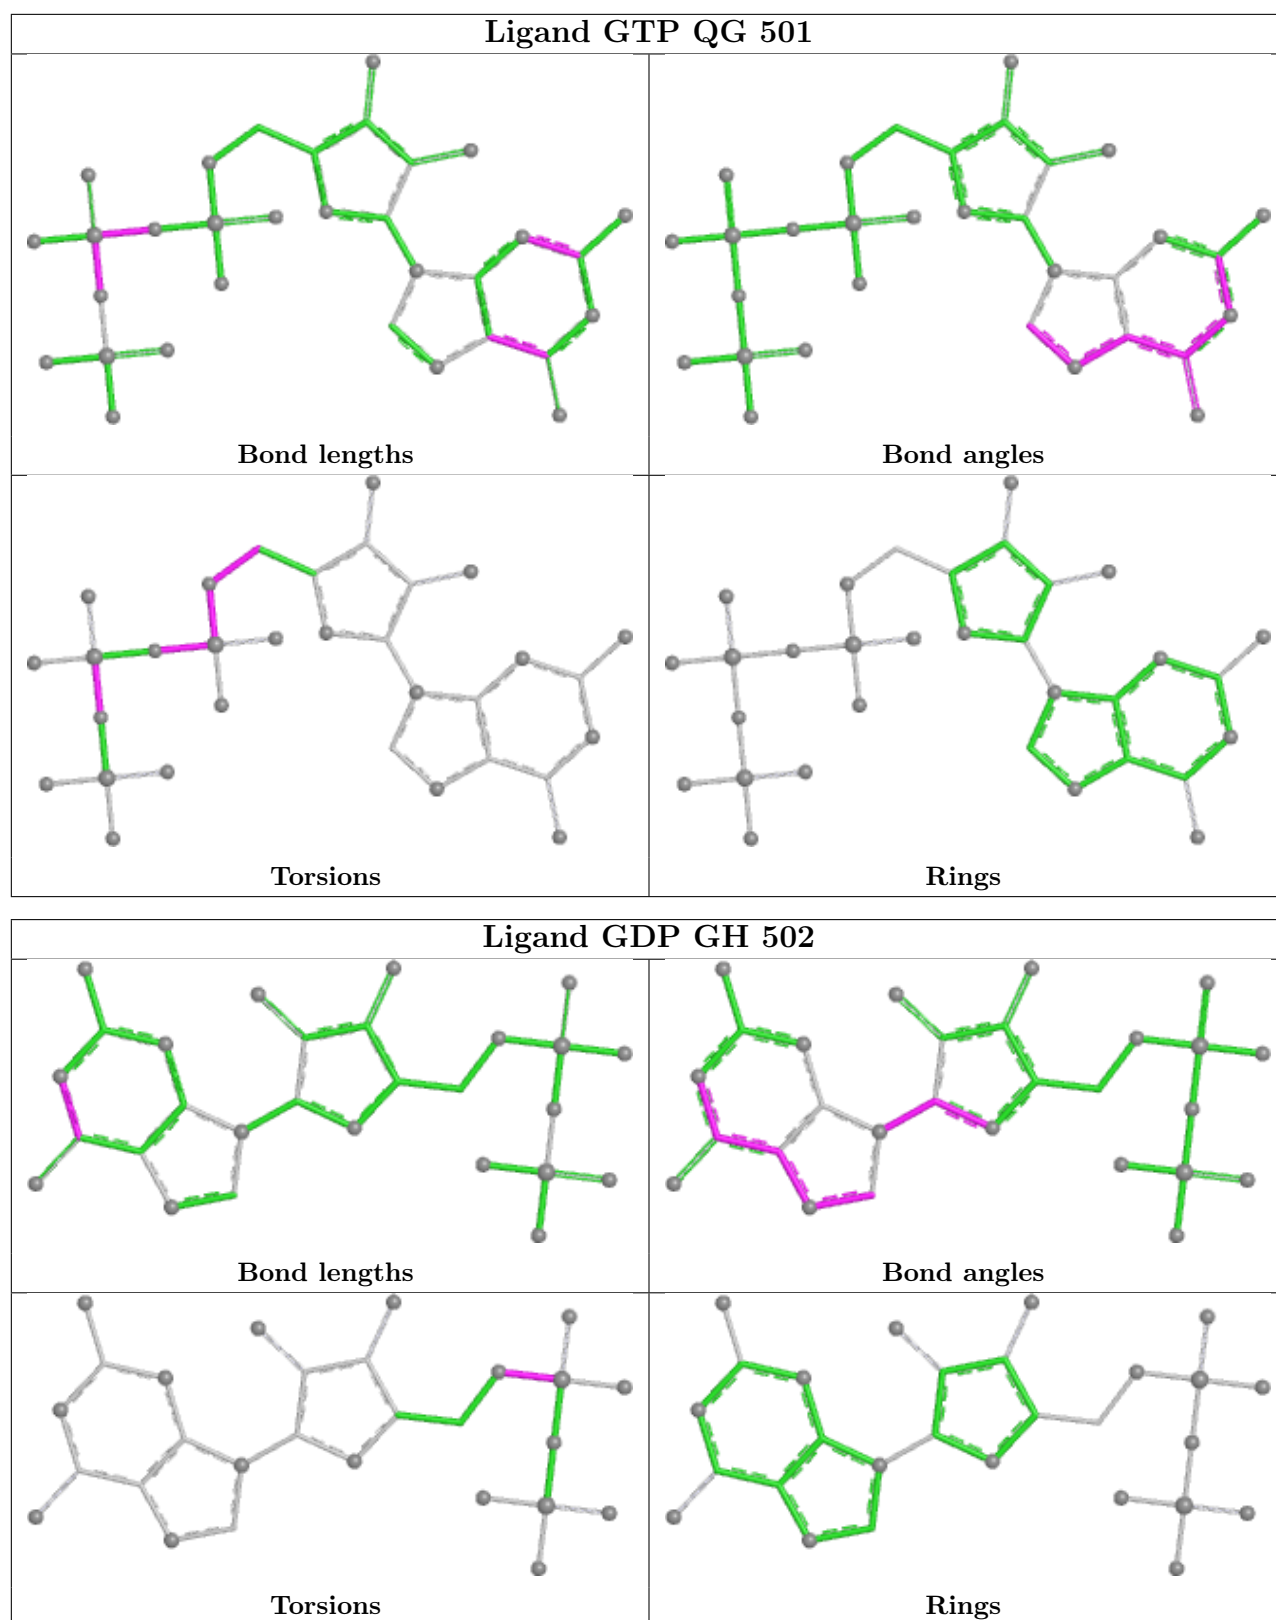 Ligand GTP QG 501
Bond lengths
Bond angles
Torsions
Rings
Ligand GDP GH 502
Bond lengths
Bond angles
Torsions
Rings